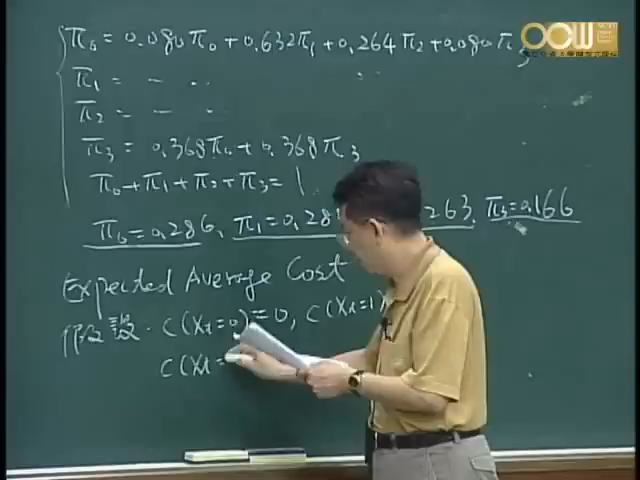 OCW
π₀ = 0.080π₀ + 0.632π₁ + 0.264π₂ + 0.080π₃
π₁ = - ..
π₂ = - ..
π₃ = 0.368π₀ + 0.368π₃
π₀ + π₁ + π₂ + π₃ = 1
π₀ = 0.286, π₁ = 0.28 263, π₃ = 0.166
Expected Average Cost
假設. C(Xt=0) = 0, C(Xt=1)
C(Xt=